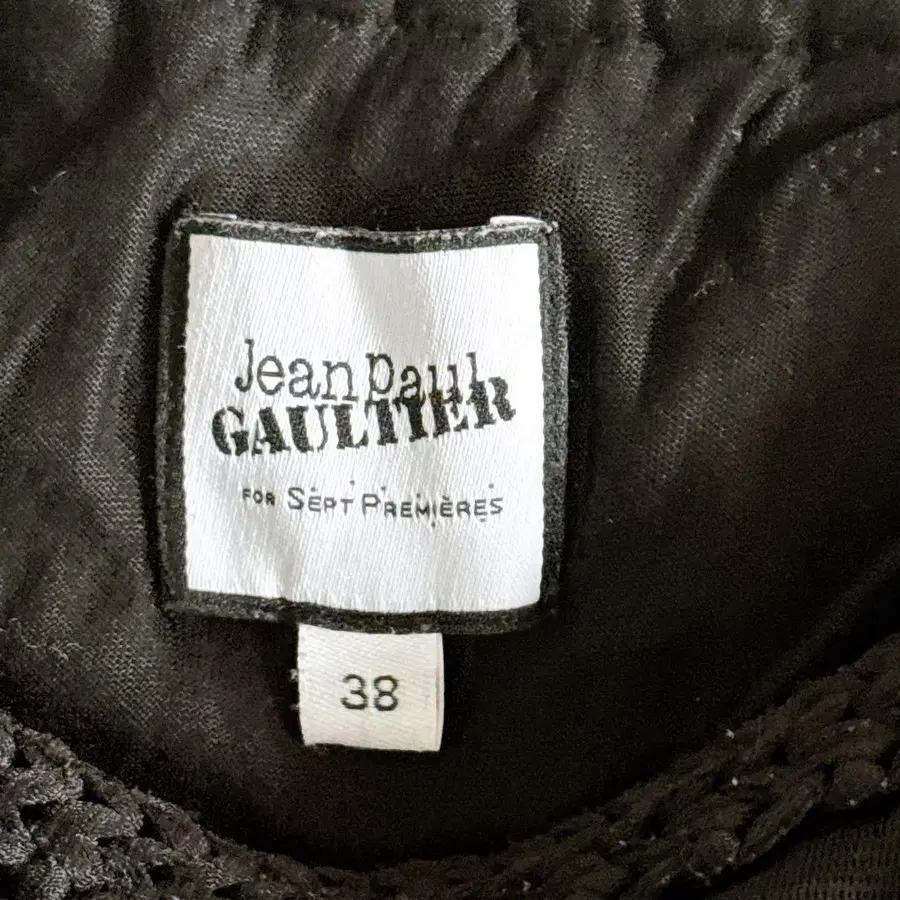 Jean Paul
GAULTIER
FOR SEPT PREMIÈRES
38